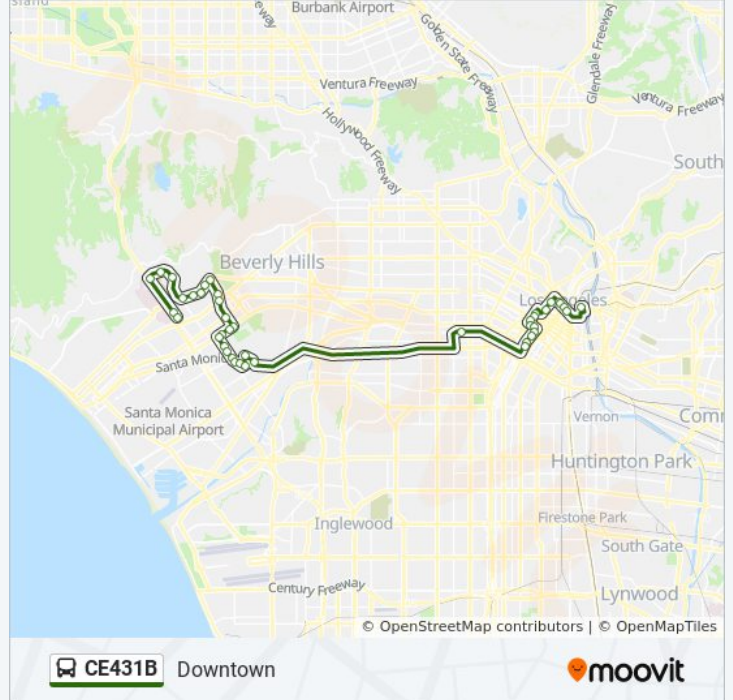 Burbank Airport
Golden State Freeway
Glendale Freeway
Ventura Freeway
Ventura Freeway
Hollywood Freeway
South
Beverly Hills
Los Angeles
Santa Monic
Santa Monica
Municipal Airport
Vernon
Comm
Huntington Park
Inglewood
Firestone Park
South Gate
Century Freeway
Lynwood
© OpenStreetMap contributors | © OpenMapTiles
CE431B Downtown moovit